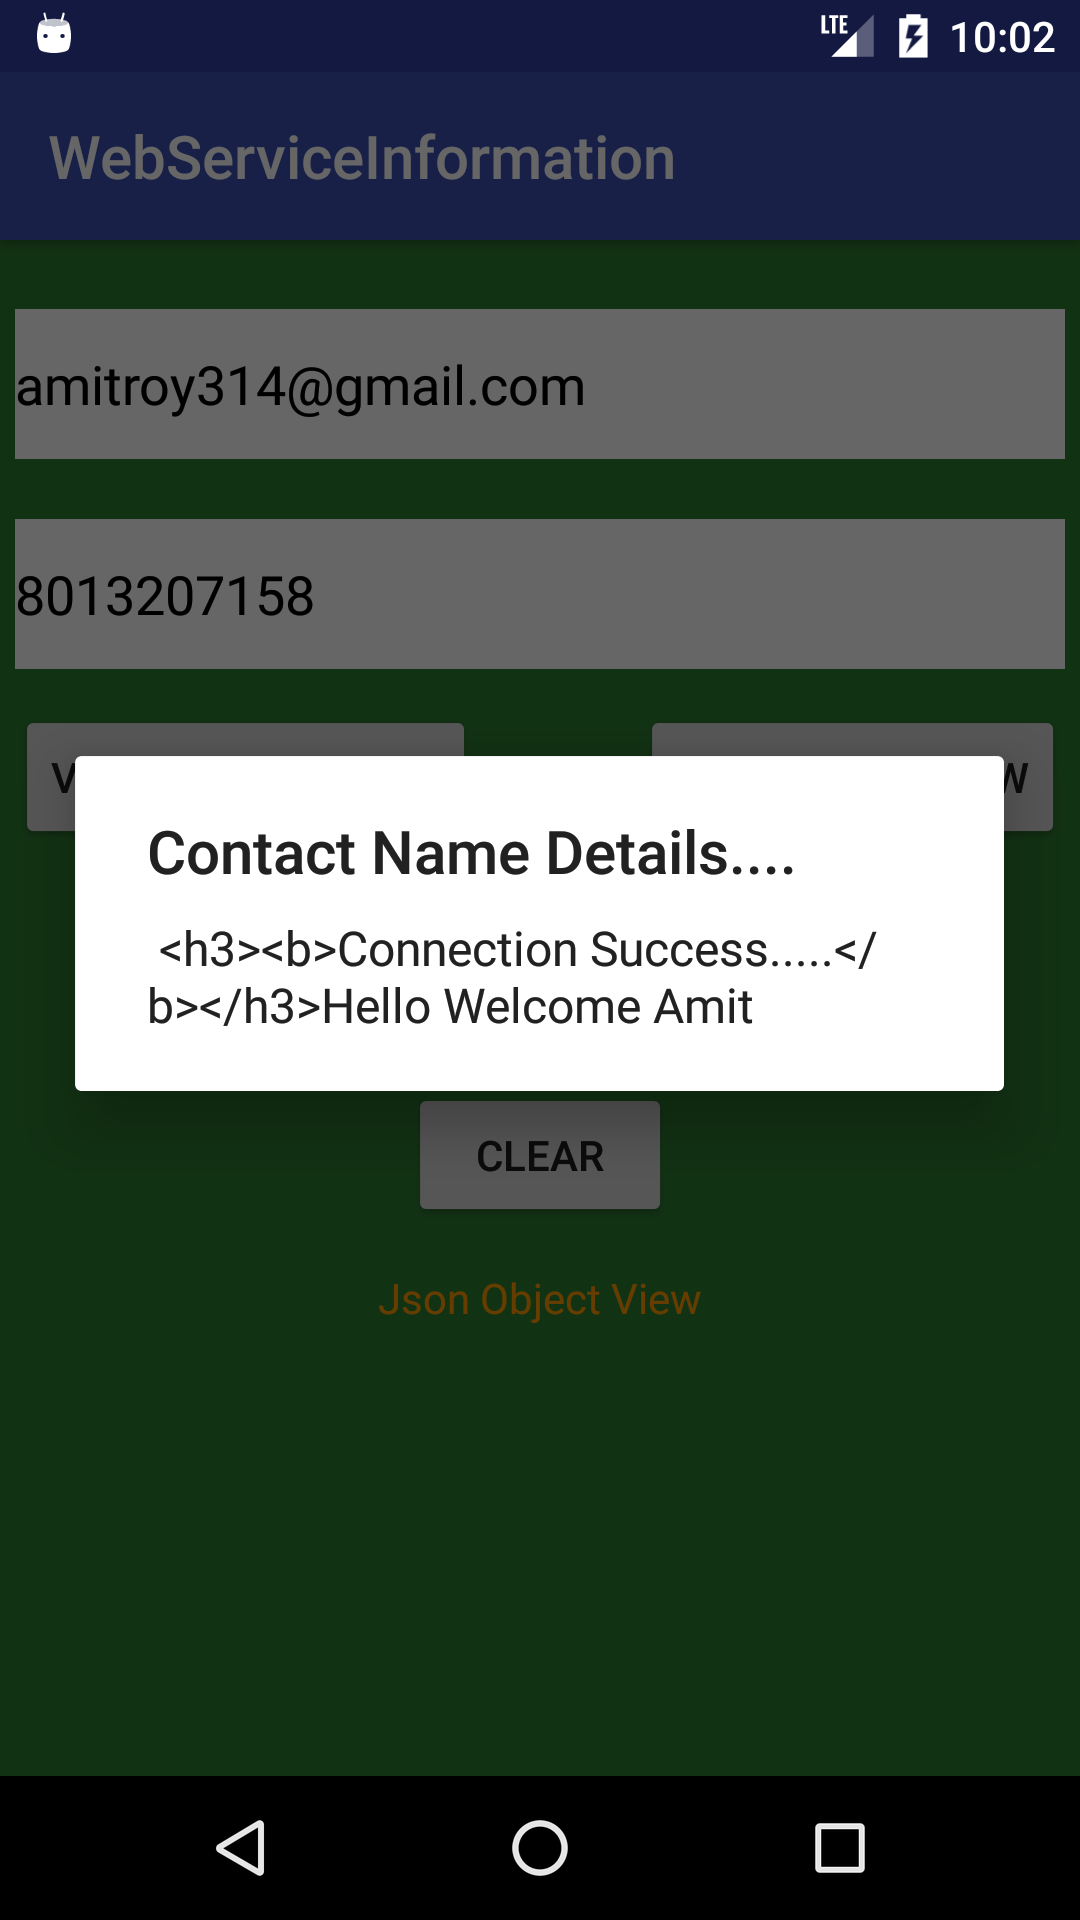 LTE 10:02
WebServiceInformation
amitroy314@gmail.com
8013207158
Contact Name Details....
<h3><b>Connection Success.....</
b></h3>Hello Welcome Amit
CLEAR
Json Object View